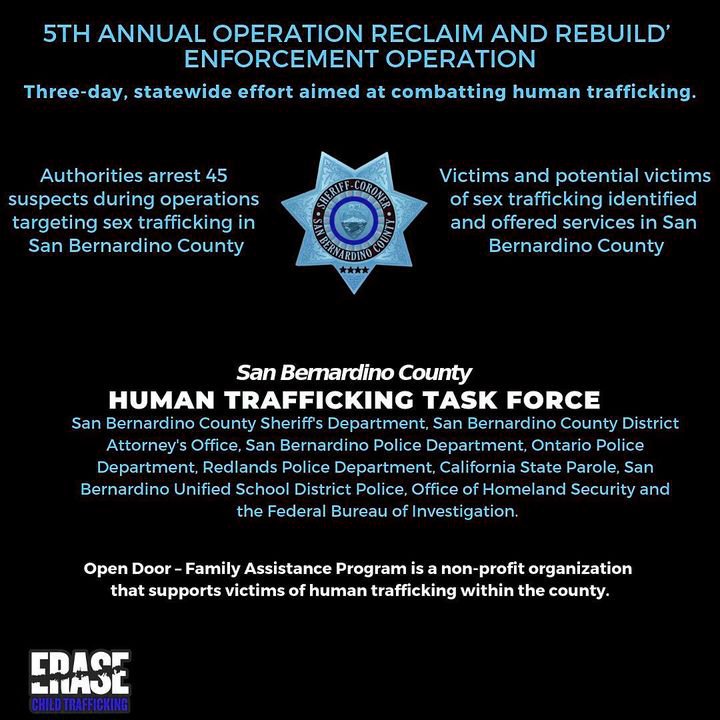 5TH ANNUAL OPERATION RECLAIM AND REBUILD’
ENFORCEMENT OPERATION
Three-day, statewide effort aimed at combatting human trafficking.
Authorities arrest 45
suspects during operations
targeting sex trafficking in
San Bernardino County
SHERIFF-CORONER
SAN BERNARDINO COUNTY
Victims and potential victims
of sex trafficking identified
and offered services in San
Bernardino County
San Bernardino County
HUMAN TRAFFICKING TASK FORCE
San Bernardino County Sheriff's Department, San Bernardino County District
Attorney's Office, San Bernardino Police Department, Ontario Police
Department, Redlands Police Department, California State Parole, San
Bernardino Unified School District Police, Office of Homeland Security and
the Federal Bureau of Investigation.
Open Door – Family Assistance Program is a non-profit organization
that supports victims of human trafficking within the county.
ERASE
CHILD TRAFFICKING